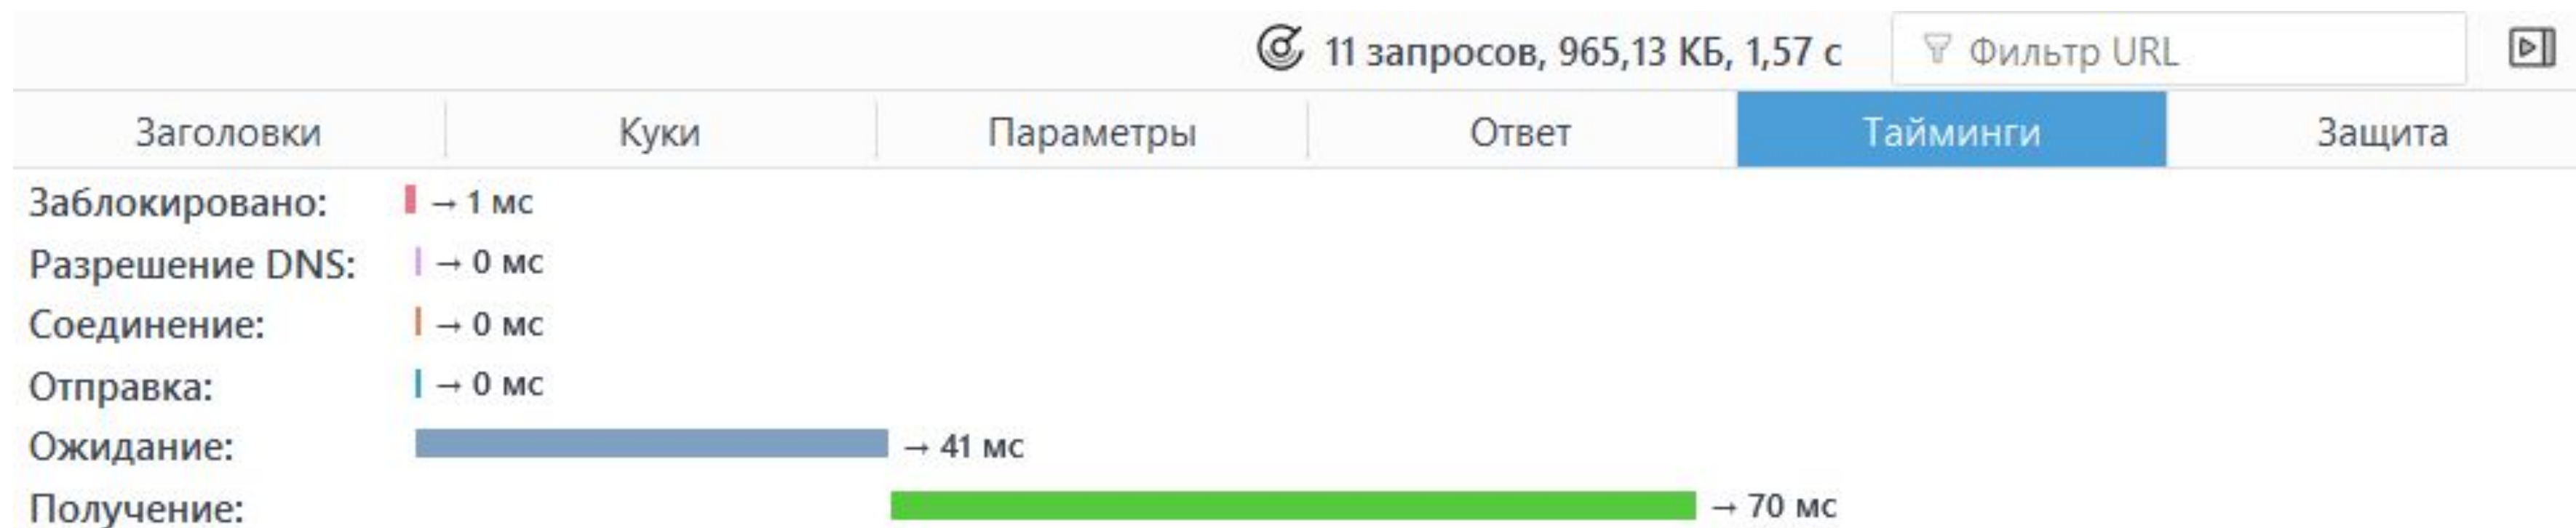 11 запросов, 965,13 КБ, 1,57 с Фильтр URL
Заголовки Куки Параметры Ответ Тайминги Защита
Заблокировано: → 1 мс
Разрешение DNS: → 0 мс
Соединение: → 0 мс
Отправка: → 0 мс
Ожидание: → 41 мс
Получение: → 70 мс